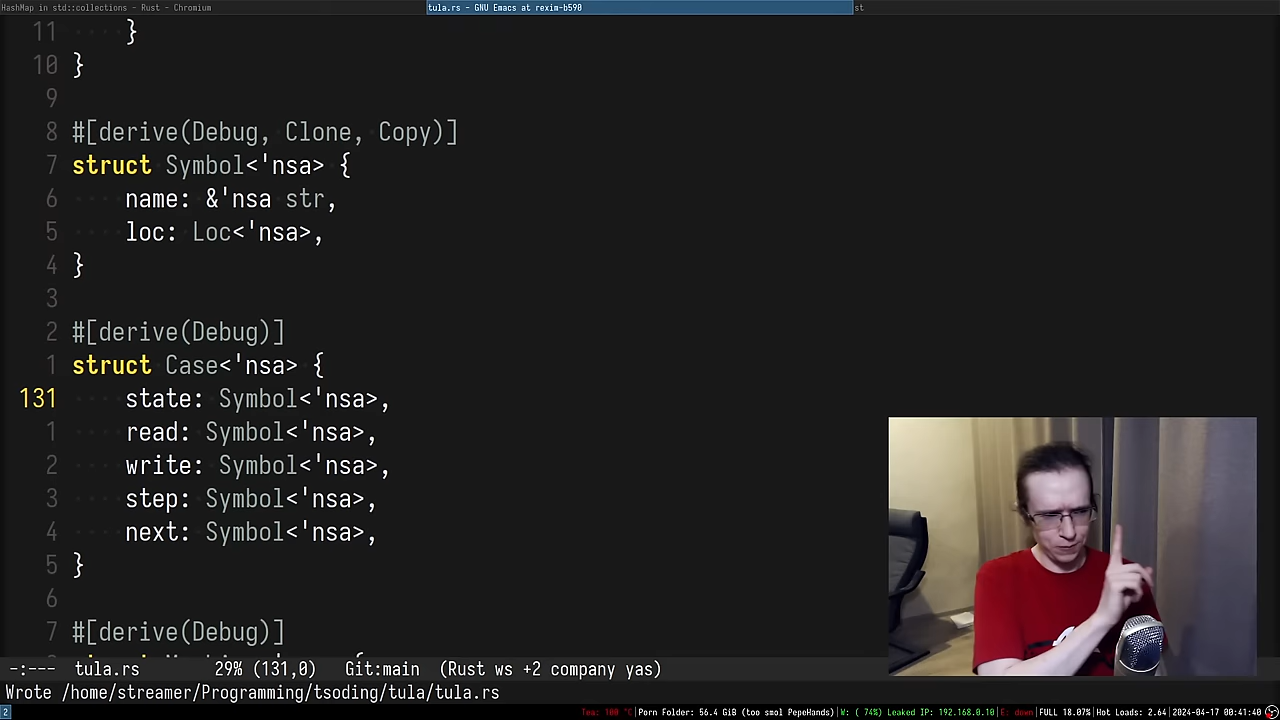 HashMap in std::collections - Rust - Chromium
tula.rs - GNU Emacs at rexim-b590
st
11 }
10 }
9
8 #[derive(Debug, Clone, Copy)]
7 struct Symbol<'nsa> {
6 name: &'nsa str,
5 loc: Loc<'nsa>,
4 }
3
2 #[derive(Debug)]
1 struct Case<'nsa> {
131 state: Symbol<'nsa>,
1 read: Symbol<'nsa>,
2 write: Symbol<'nsa>,
3 step: Symbol<'nsa>,
4 next: Symbol<'nsa>,
5 }
6
7 #[derive(Debug)]
-:--- tula.rs 29% (131,0) Git:main (Rust ws +2 company yas)
Wrote /home/streamer/Programming/tsoding/tula/tula.rs
2 Tea: 100 °C|Porn Folder: 56.4 GiB (too smol PepeHands)|W: ( 74%) Leaked IP: 192.168.0.10|E: down|FULL 18.07%|Hot Loads: 2.64|2024-04-17 00:41:40